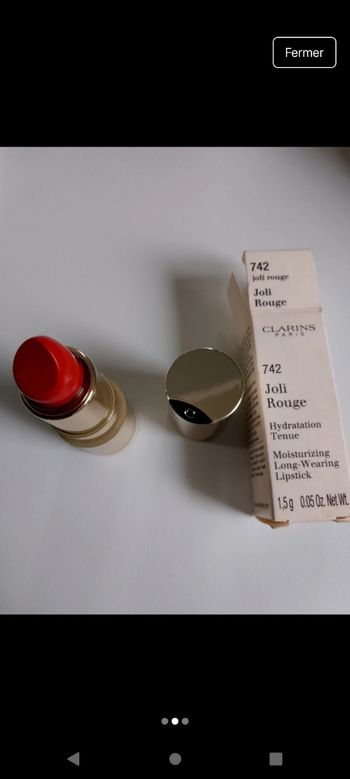 Fermer
742
joli rouge
Joli
Rouge
CLARINS
PARIS
742
Joli
Rouge
Hydratation
Tenue
Moisturizing
Long-Wearing
Lipstick
1,5 g 0.05 Oz. Net Wt.